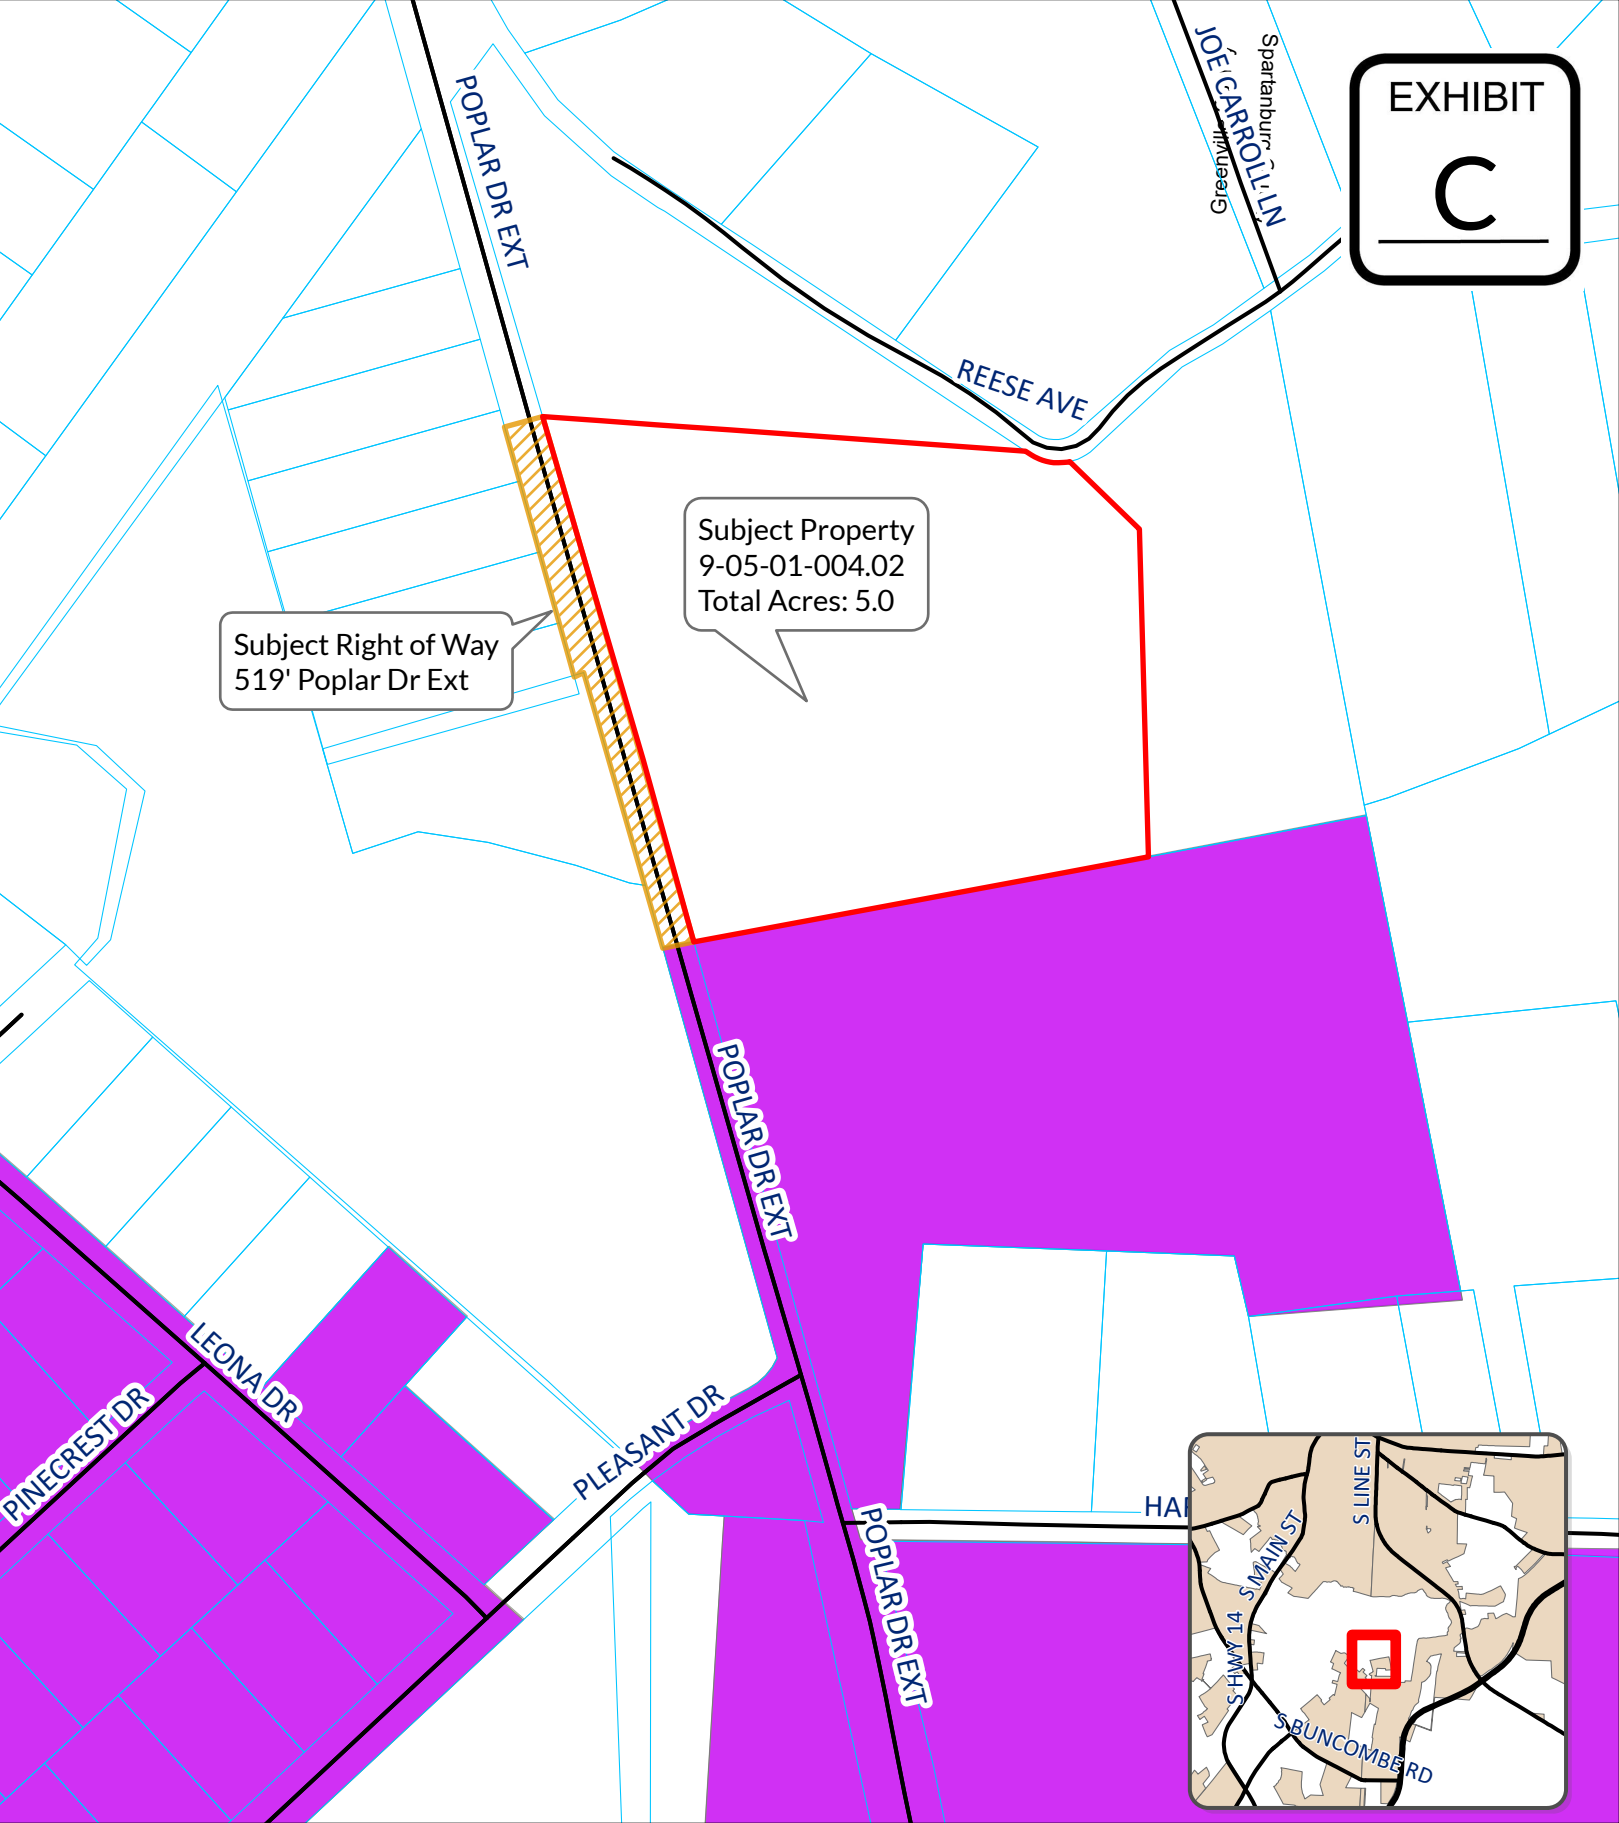 EXHIBIT
C
POPLAR DR EXT
JOE CARROLL LN
REESE AVE
Subject Property
9-05-01-004.02
Total Acres: 5.0
Subject Right of Way
519' Poplar Dr Ext
POPLAR DR EXT
LEONA DR
PINECREST DR
PLEASANT DR
POPLAR DR EXT
S LINE ST
S MAIN ST
S HWY 14
S BUNCOMBE RD